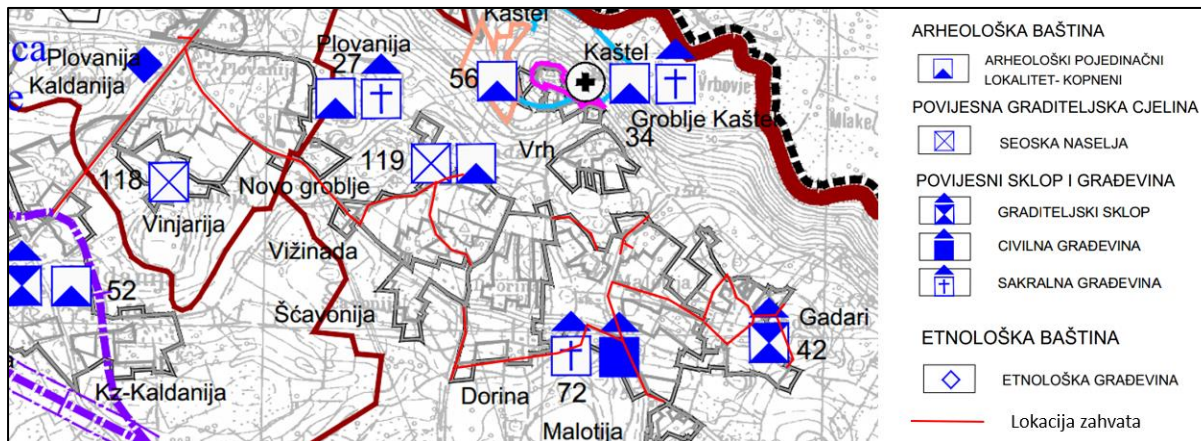 Kaštel
ca
Plovanija
Kaldanija
e
Plovanija
27
56
Kaštel
Vrbovje
Mlake
Groblje Kaštel
34
118
Vinjarija
Novo groblje
119
Vrh
Vižinada
52
Šćavonija
Kz-Kaldanija
Dorina
72
Malotija
Gadari
42
ARHEOLOŠKA BAŠTINA
ARHEOLOŠKI POJEDINAČNI
LOKALITET- KOPNENI
POVIJESNA GRADITELJSKA CJELINA
SEOSKA NASELJA
POVIJESNI SKLOP I GRAĐEVINA
GRADITELJSKI SKLOP
CIVILNA GRAĐEVINA
SAKRALNA GRAĐEVINA
ETNOLOŠKA BAŠTINA
ETNOLOŠKA GRAĐEVINA
Lokacija zahvata